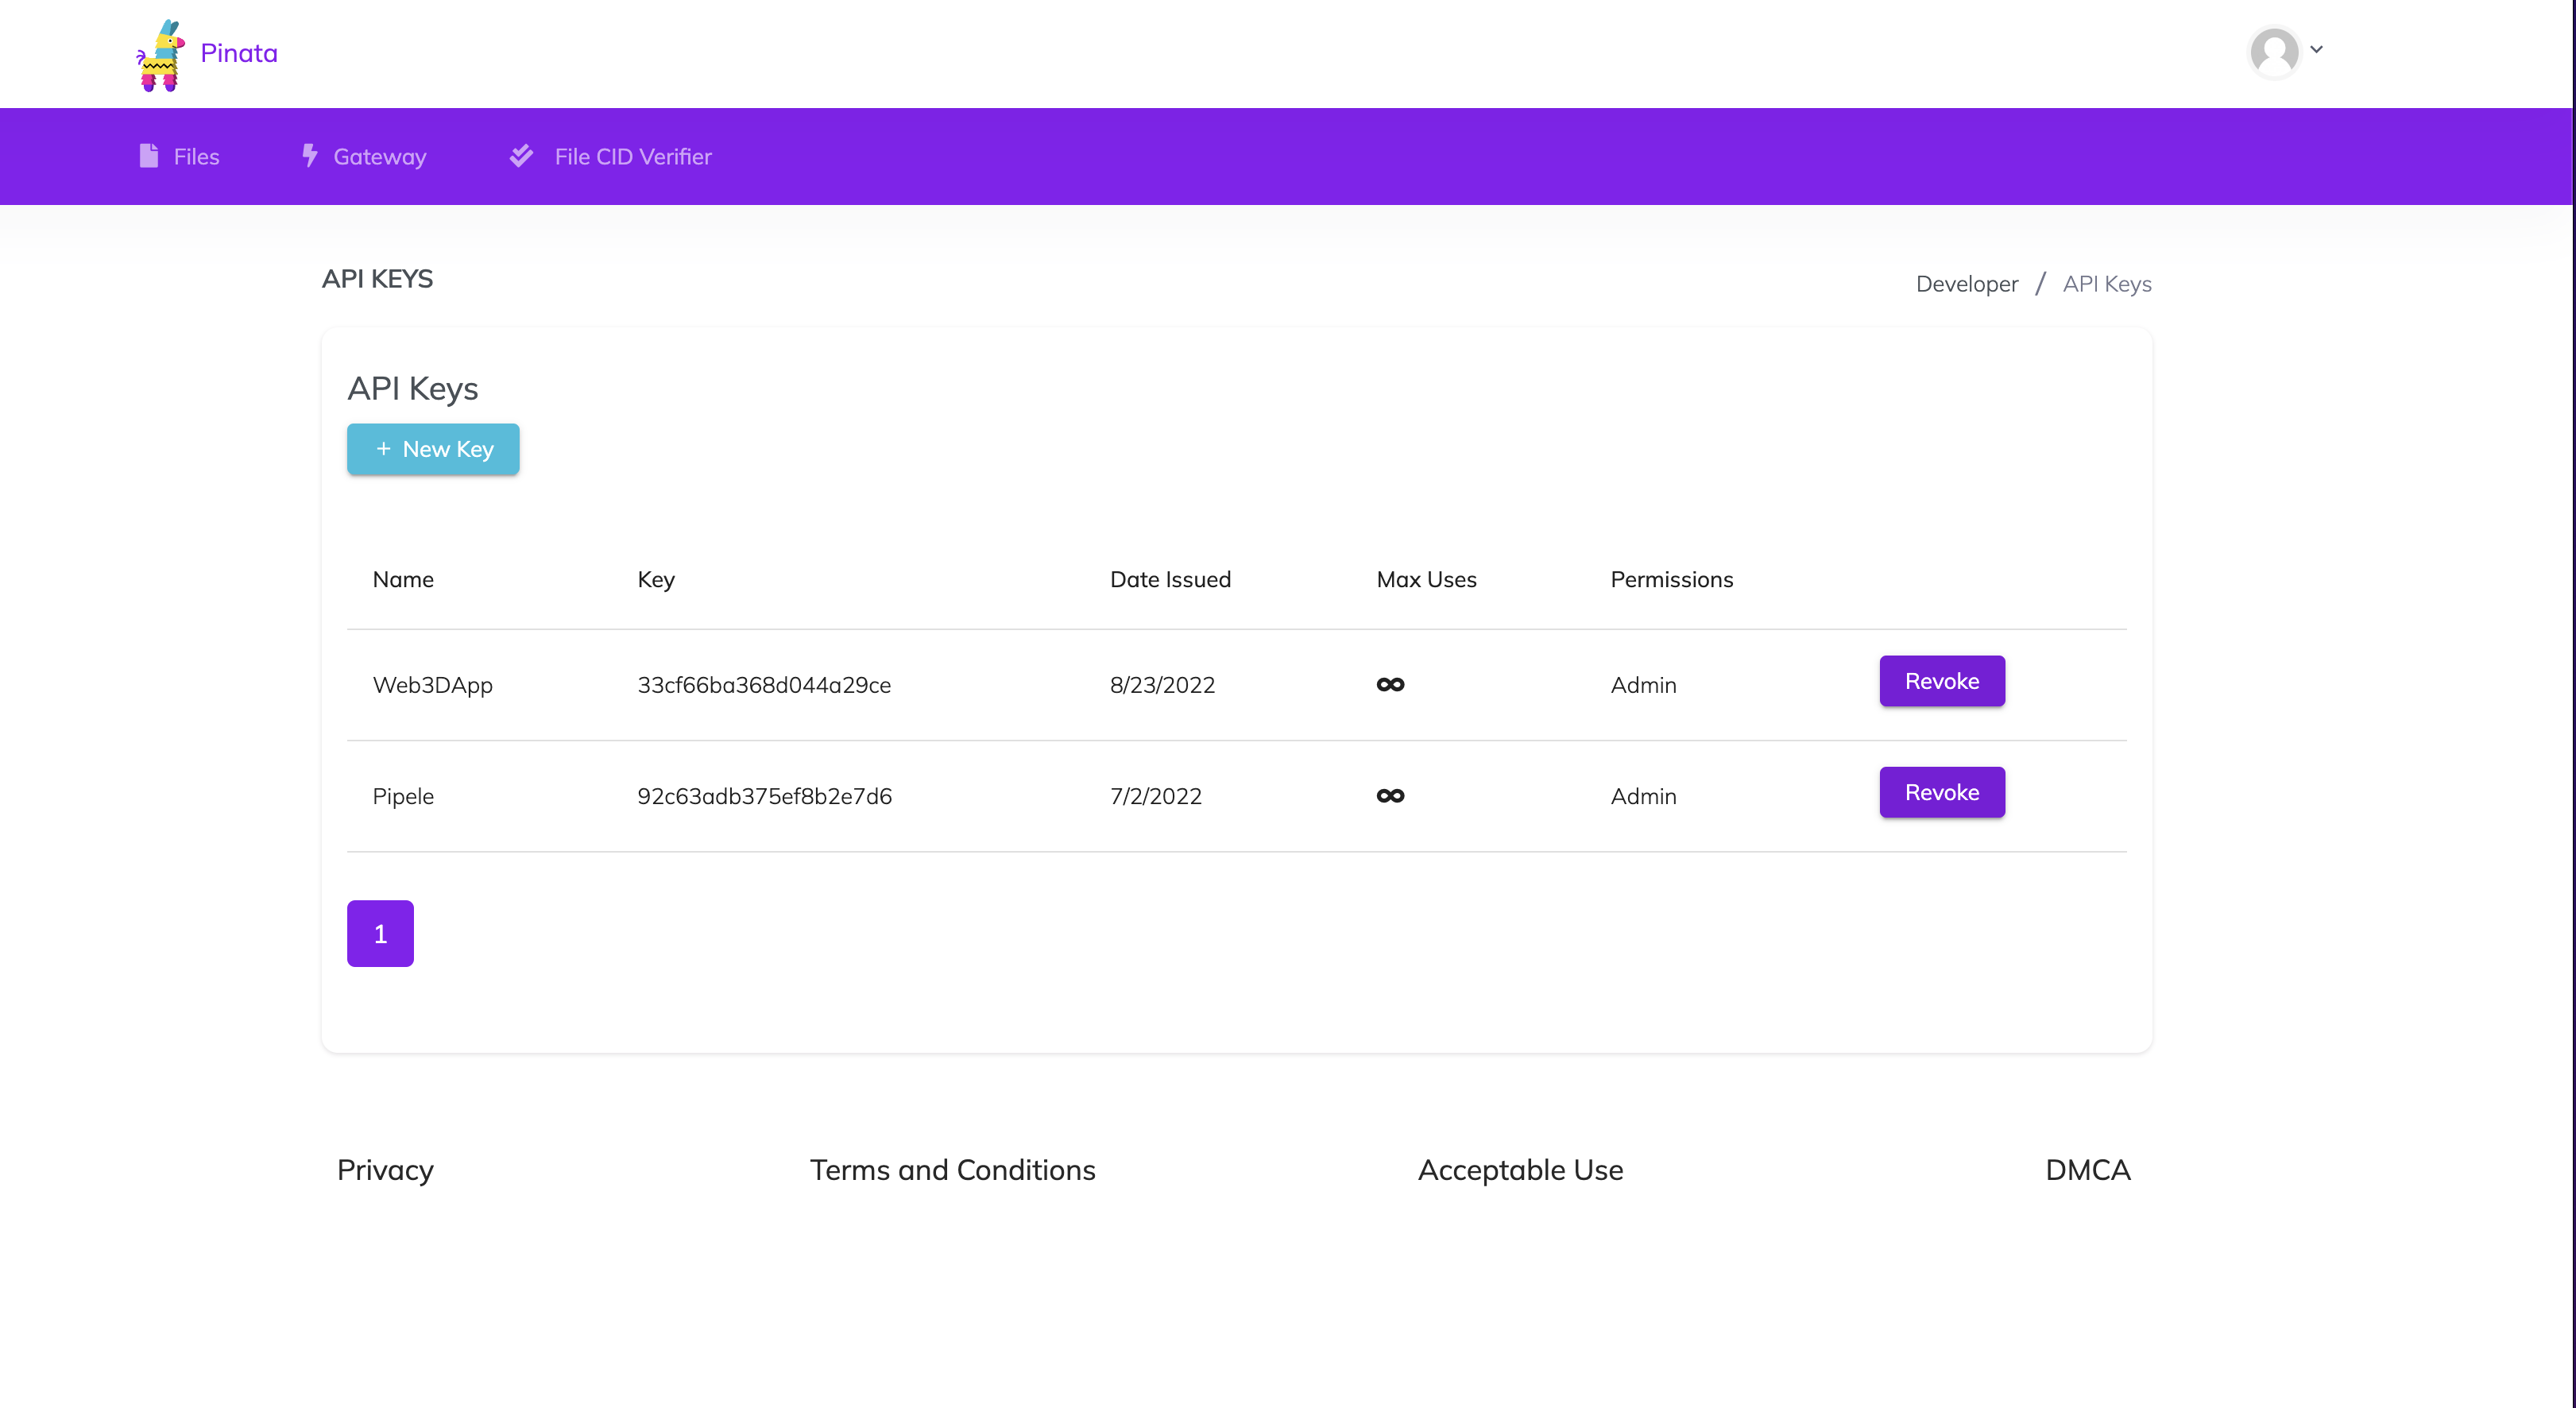 Pinata
Files Gateway File CID Verifier
API KEYS
Developer / API Keys
API Keys
+ New Key
Name Key Date Issued Max Uses Permissions
Web3DApp 33cf66ba368d044a29ce 8/23/2022 ∞ Admin Revoke
Pipele 92c63adb375ef8b2e7d6 7/2/2022 ∞ Admin Revoke
1
Privacy Terms and Conditions Acceptable Use DMCA